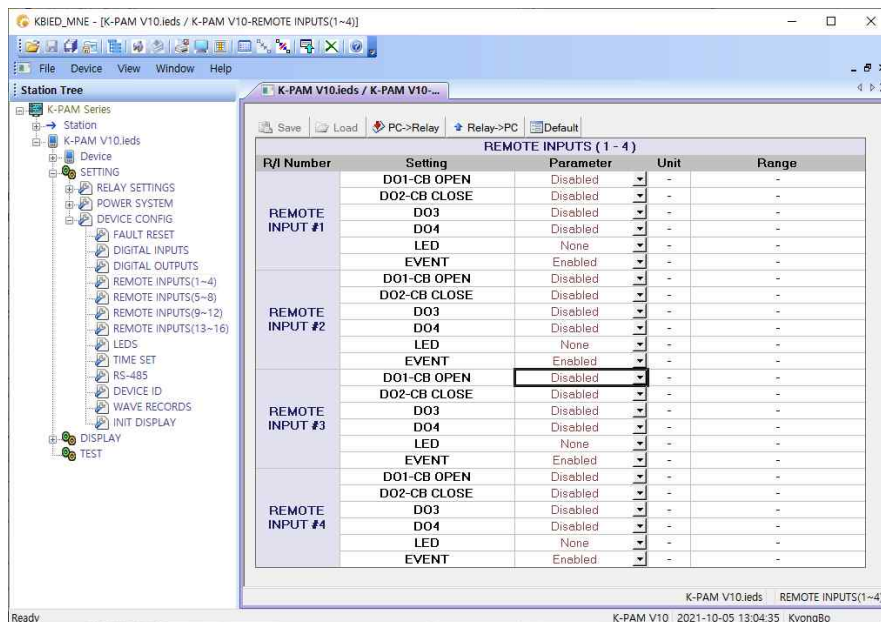 KBIED_MNE - [K-PAM V10.ieds / K-PAM V10-REMOTE INPUTS(1~4)]
File Device View Window Help
Station Tree
K-PAM Series
Station
K-PAM V10.ieds
Device
SETTING
RELAY SETTINGS
POWER SYSTEM
DEVICE CONFIG
FAULT RESET
DIGITAL INPUTS
DIGITAL OUTPUTS
REMOTE INPUTS(1~4)
REMOTE INPUTS(5~8)
REMOTE INPUTS(9~12)
REMOTE INPUTS(13~16)
LEDS
TIME SET
RS-485
DEVICE ID
WAVE RECORDS
INIT DISPLAY
DISPLAY
TEST
K-PAM V10.ieds / K-PAM V10-...
Save Load PC->Relay Relay->PC Default
REMOTE INPUTS ( 1 - 4 )
R/I Number Setting Parameter Unit Range
REMOTE INPUT #1
DO1-CB OPEN Disabled - -
DO2-CB CLOSE Disabled - -
DO3 Disabled - -
DO4 Disabled - -
LED None - -
EVENT Enabled - -
REMOTE INPUT #2
DO1-CB OPEN Disabled - -
DO2-CB CLOSE Disabled - -
DO3 Disabled - -
DO4 Disabled - -
LED None - -
EVENT Enabled - -
REMOTE INPUT #3
DO1-CB OPEN Disabled - -
DO2-CB CLOSE Disabled - -
DO3 Disabled - -
DO4 Disabled - -
LED None - -
EVENT Enabled - -
REMOTE INPUT #4
DO1-CB OPEN Disabled - -
DO2-CB CLOSE Disabled - -
DO3 Disabled - -
DO4 Disabled - -
LED None - -
EVENT Enabled - -
K-PAM V10.ieds REMOTE INPUTS(1~4)
Ready K-PAM V10 2021-10-05 13:04:35 KyongBo